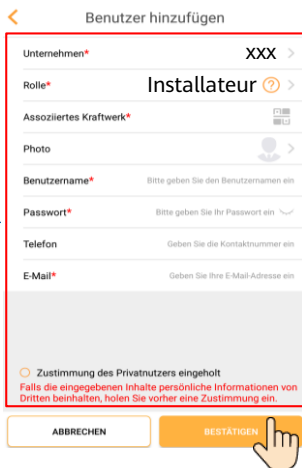 Benutzer hinzufügen
Unternehmen* xxx
Rolle* Installateur ?
Assoziiertes Kraftwerk*
Photo
Benutzername* Bitte geben Sie den Benutzernamen ein
Passwort* Bitte geben Sie Ihr Passwort ein
Telefon Geben Sie die Kontaktnummer ein
E-Mail* Geben Sie Ihre E-Mail-Adresse ein
Zustimmung des Privatnutzers eingeholt
Falls die eingegebenen Inhalte persönliche Informationen von
Dritten beinhalten, holen Sie vorher eine Zustimmung ein.
ABBRECHEN BESTÄTIGEN